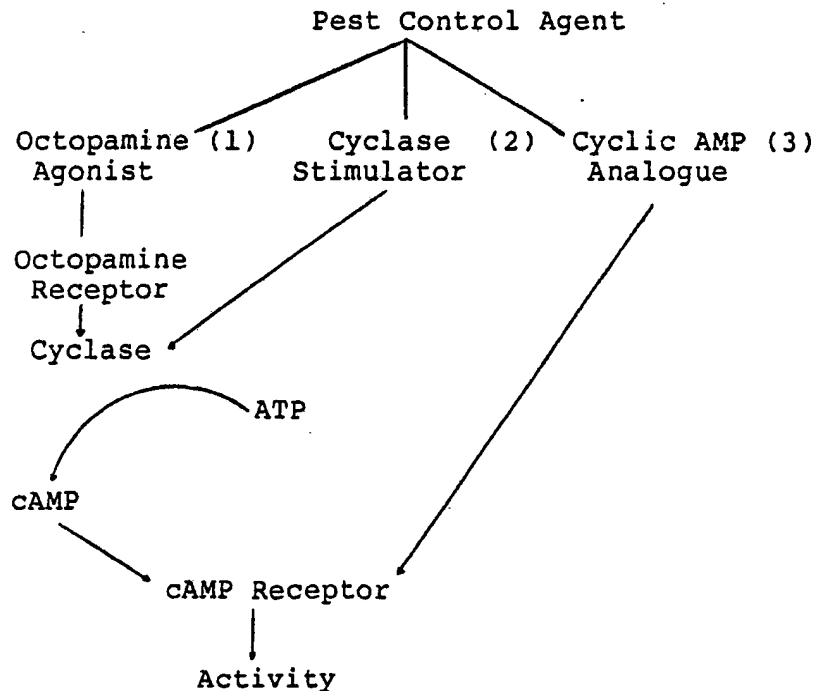 Pest Control Agent
Octopamine (1) Cyclase (2) Cyclic AMP (3)
Agonist Stimulator Analogue
Octopamine
Receptor
Cyclase
ATP
cAMP
cAMP Receptor
Activity